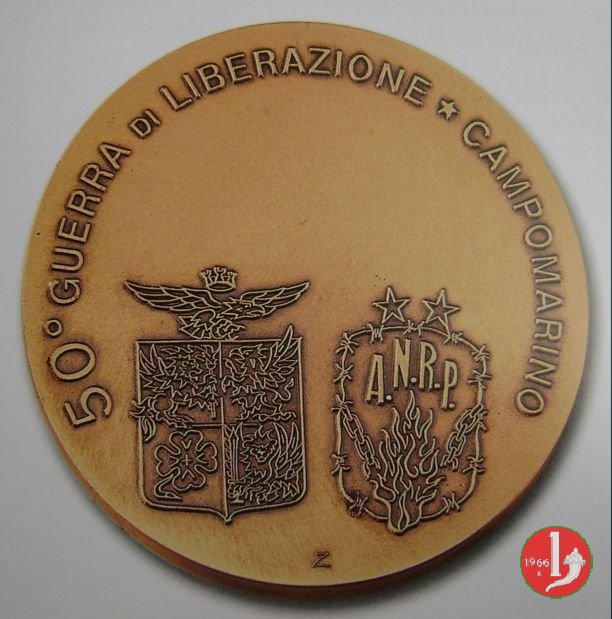 50° GUERRA DI LIBERAZIONE ★ CAMPOMARINO
A.N.R.P.
Z
1966
K